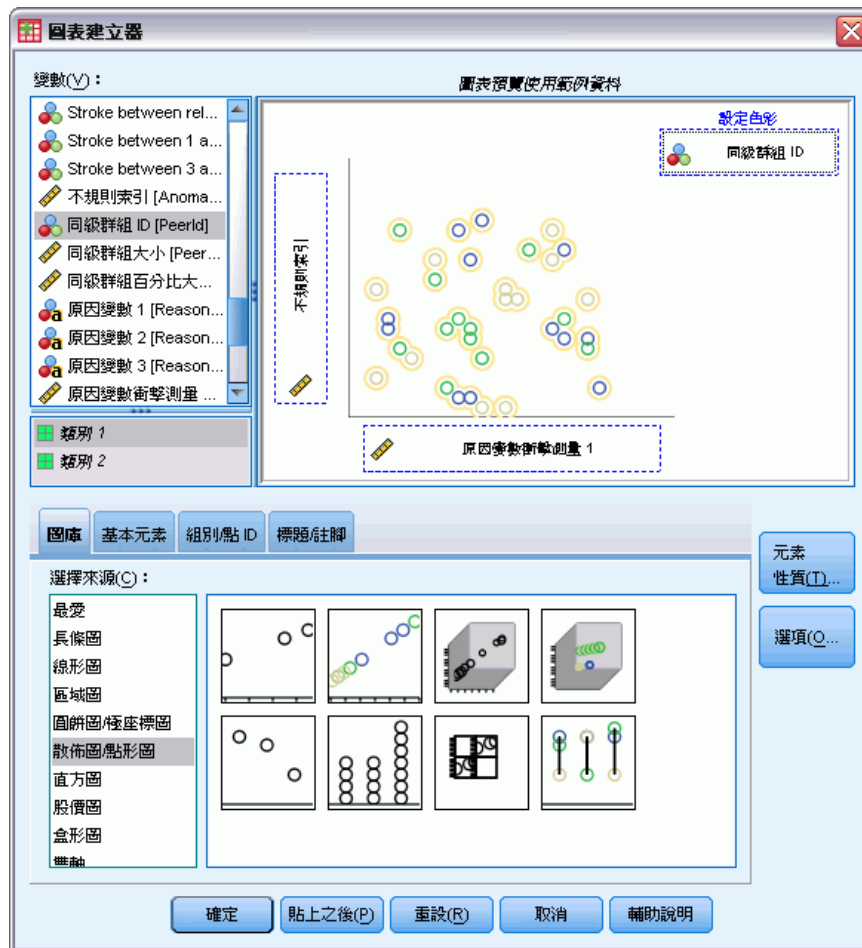 圖表建立器
變數(V)：
圖表預覽使用範例資料
Stroke between rel...
Stroke between 1 a...
Stroke between 3 a...
不規則索引 [Anoma...
同級群組 ID [PeerId]
同級群組大小 [Peer...
同級群組百分比大...
原因變數 1 [Reason...
原因變數 2 [Reason...
原因變數 3 [Reason...
原因變數衝擊測量 ...
類別 1
類別 2
設定色彩
同級群組 ID
不規則索引
原因變數衝擊測量 1
圖庫
基本元素
組別/點 ID
標題/註腳
選擇來源(C)：
最愛
長條圖
線形圖
區域圖
圓餅圖/極座標圖
散佈圖/點形圖
直方圖
股價圖
盒形圖
雙軸
元素
性質(T)...
選項(O...
確定
貼上之後(P)
重設(R)
取消
輔助說明